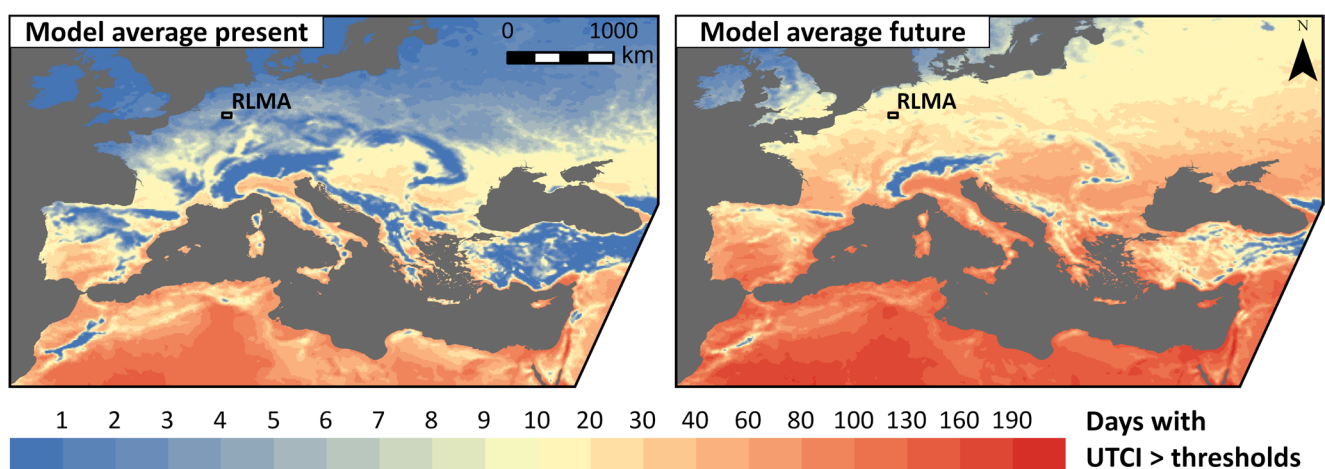 Model average present
0 1000
km
RLMA
Model average future
N
RLMA
1 2 3 4 5 6 7 8 9 10 20 30 40 60 80 100 130 160 190
Days with
UTCI > thresholds